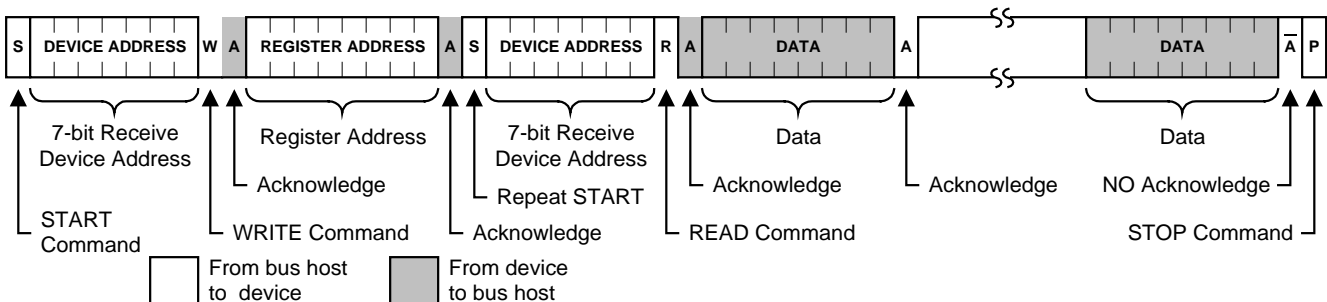 S DEVICE ADDRESS W A REGISTER ADDRESS A S DEVICE ADDRESS R A DATA A DATA A̅ P
7-bit Receive
Device Address
Register Address
7-bit Receive
Device Address
Data
Data
Acknowledge
Repeat START
Acknowledge
Acknowledge
NO Acknowledge
START
Command
WRITE Command
Acknowledge
READ Command
STOP Command
From bus host
to device
From device
to bus host